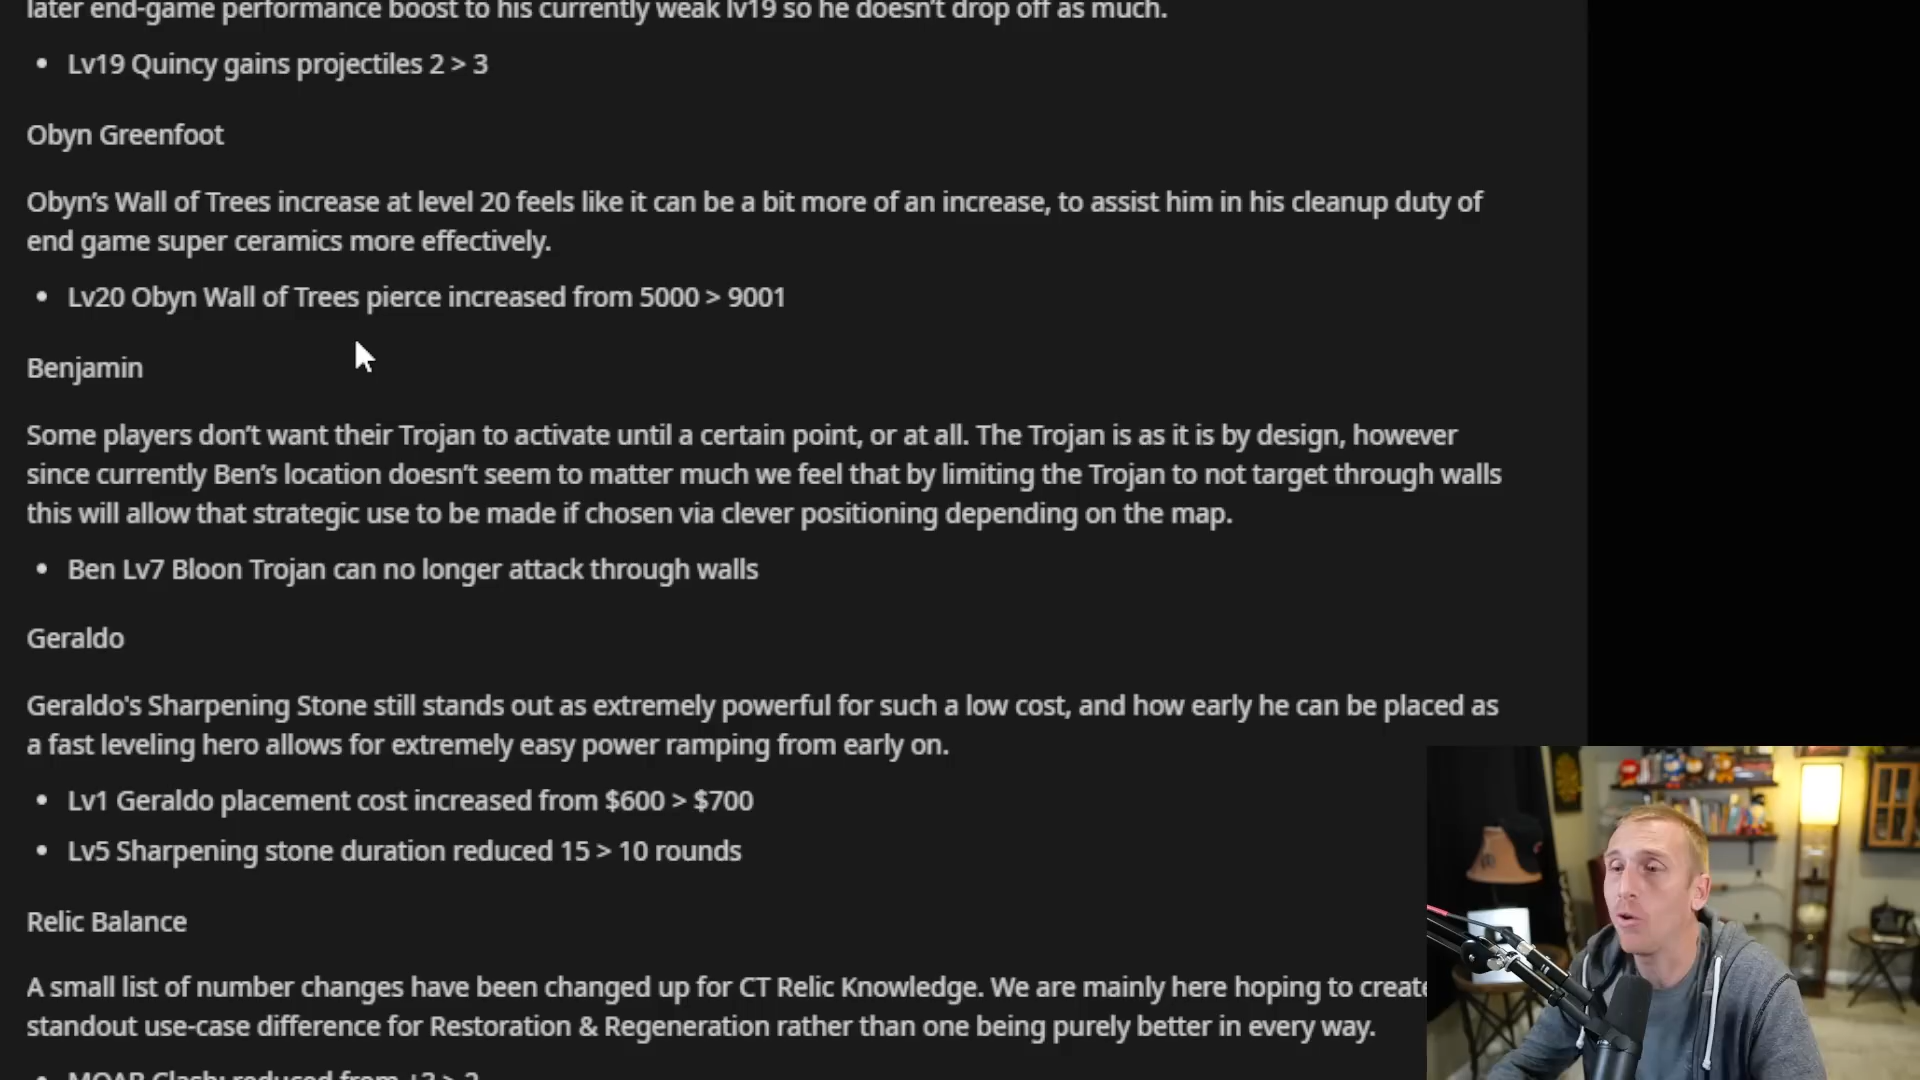 later end-game performance boost to his currently weak lv19 so he doesn’t drop off as much.
• Lv19 Quincy gains projectiles 2 > 3
Obyn Greenfoot
Obyn’s Wall of Trees increase at level 20 feels like it can be a bit more of an increase, to assist him in his cleanup duty of
end game super ceramics more effectively.
• Lv20 Obyn Wall of Trees pierce increased from 5000 > 9001
Benjamin
Some players don’t want their Trojan to activate until a certain point, or at all. The Trojan is as it is by design, however
since currently Ben’s location doesn’t seem to matter much we feel that by limiting the Trojan to not target through walls
this will allow that strategic use to be made if chosen via clever positioning depending on the map.
• Ben Lv7 Bloon Trojan can no longer attack through walls
Geraldo
Geraldo's Sharpening Stone still stands out as extremely powerful for such a low cost, and how early he can be placed as
a fast leveling hero allows for extremely easy power ramping from early on.
• Lv1 Geraldo placement cost increased from $600 > $700
• Lv5 Sharpening stone duration reduced 15 > 10 rounds
Relic Balance
A small list of number changes have been changed up for CT Relic Knowledge. We are mainly here hoping to create
standout use-case difference for Restoration & Regeneration rather than one being purely better in every way.
• MOAB Clash: reduced from